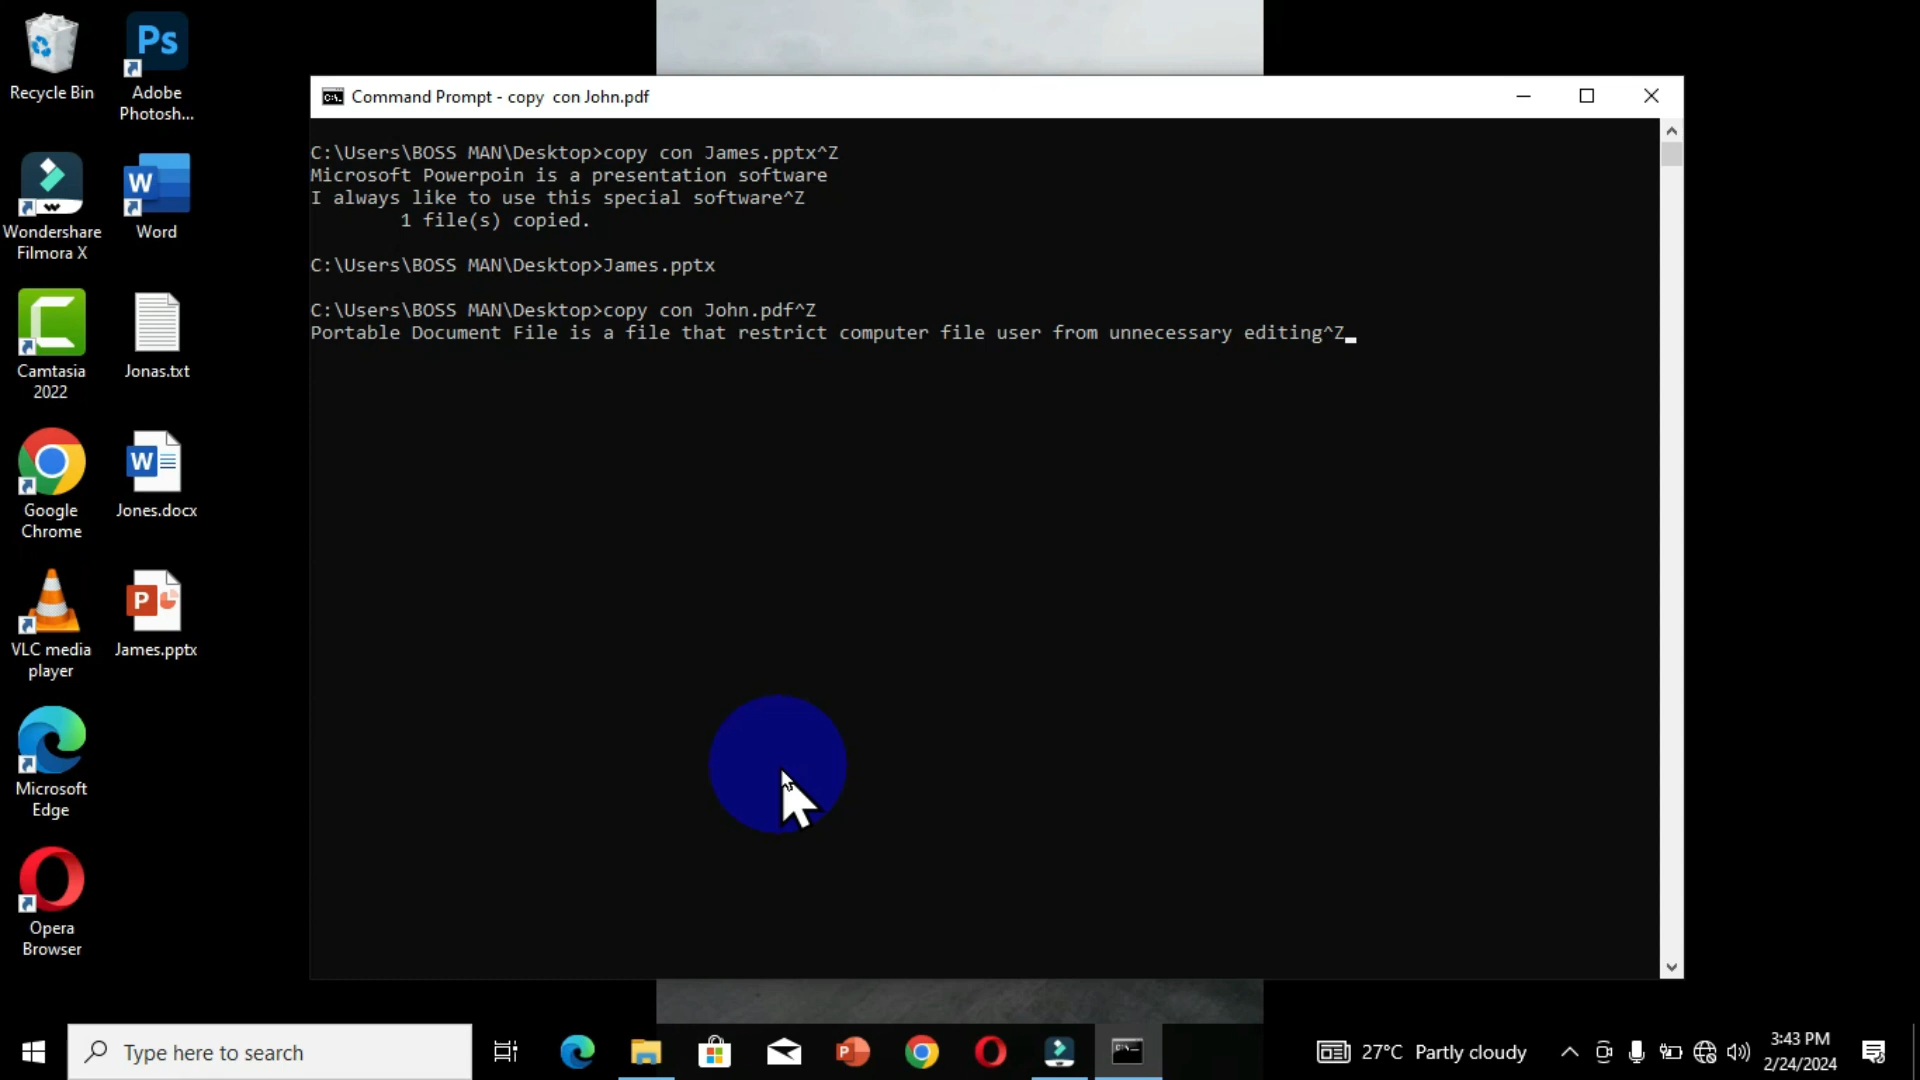 Recycle Bin
Adobe
Photosh...
Ps
Wondershare
Filmora X
W
Word
Camtasia
2022
Jonas.txt
Google
Chrome
W
Jones.docx
VLC media
player
P
James.pptx
Microsoft
Edge
Opera
Browser
C:\. Command Prompt - copy  con John.pdf
C:\Users\BOSS MAN\Desktop>copy con James.pptx^Z
Microsoft Powerpoin is a presentation software
I always like to use this special software^Z
        1 file(s) copied.
C:\Users\BOSS MAN\Desktop>James.pptx
C:\Users\BOSS MAN\Desktop>copy con John.pdf^Z
Portable Document File is a file that restrict computer file user from unnecessary editing^Z
Type here to search
P
27°C Partly cloudy
3:43 PM
2/24/2024